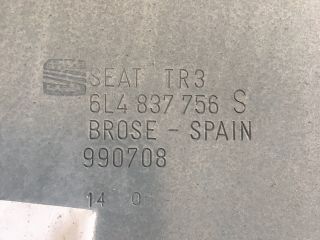 SEAT TR3
6L4 837 756 S
BROSE - SPAIN
990708
14 0